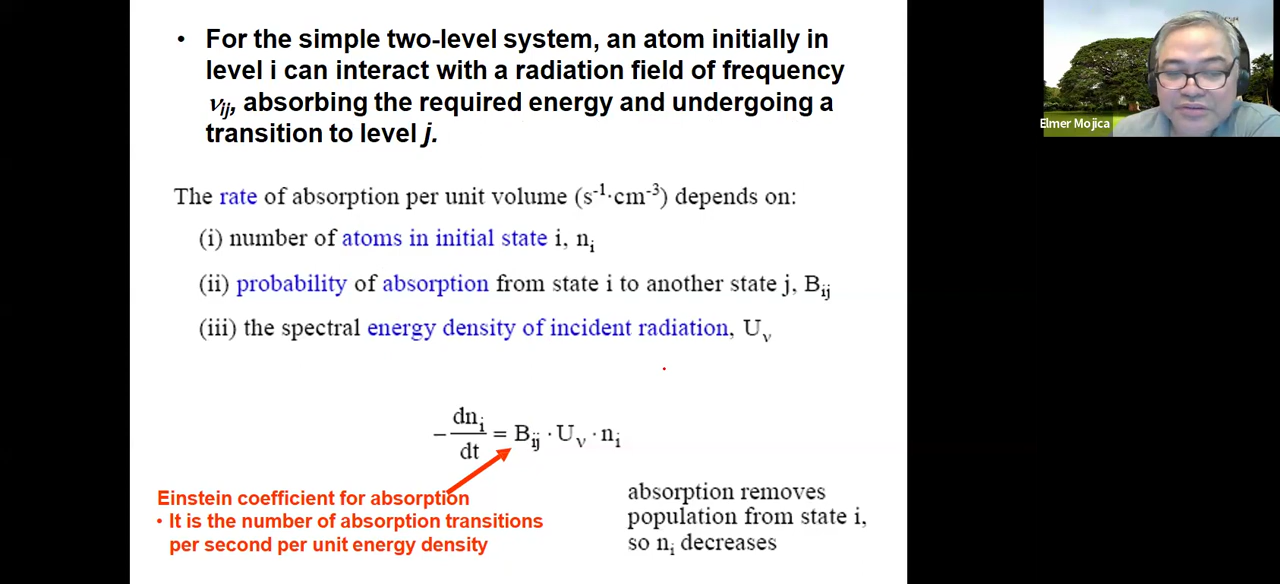 • For the simple two-level system, an atom initially in
level i can interact with a radiation field of frequency
νij, absorbing the required energy and undergoing a
transition to level j.
Elmer Mojica
The rate of absorption per unit volume (s⁻¹·cm⁻³) depends on:
(i) number of atoms in initial state i, nᵢ
(ii) probability of absorption from state i to another state j, Bᵢⱼ
(iii) the spectral energy density of incident radiation, Uᵥ
- dnᵢ/dt = Bᵢⱼ · Uᵥ · nᵢ
Einstein coefficient for absorption
• It is the number of absorption transitions
per second per unit energy density
absorption removes
population from state i,
so nᵢ decreases